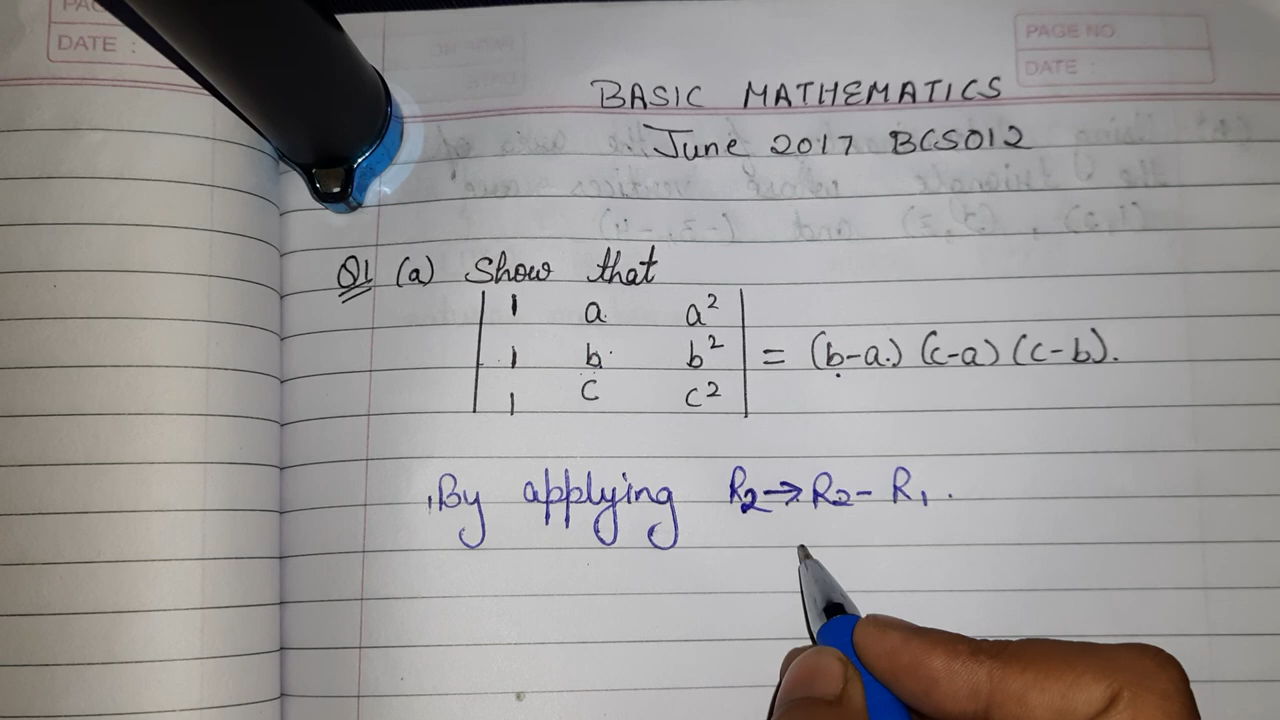 PAG
DATE :
PAGE NO
DATE :
BASIC MATHEMATICS
June 2017 BCS012
Q1 (a) Show that
| 1 a a² |
| 1 b b² | = (b-a) (c-a) (c-b).
| 1 c c² |
By applying R₂→R₂- R₁.